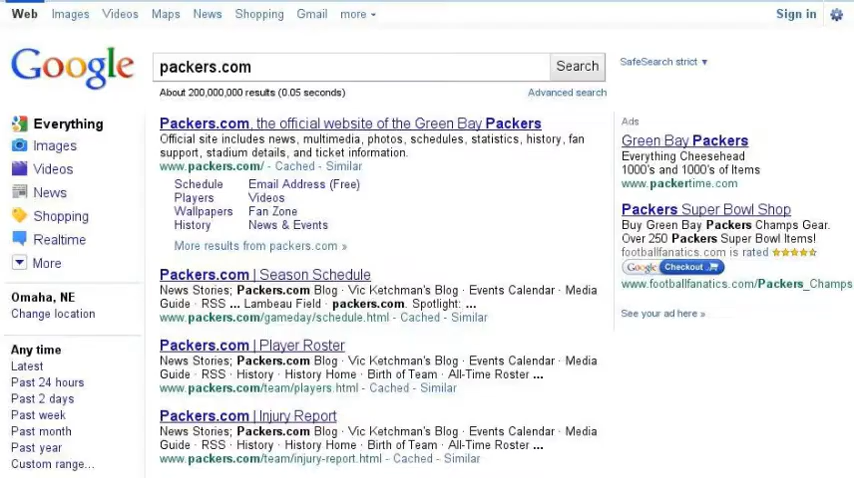 Web Images Videos Maps News Shopping Gmail more
Sign in
Google
packers.com
Search
SafeSearch strict ▼
About 200,000,000 results (0.05 seconds)
Advanced search
Everything
Images
Videos
News
Shopping
Realtime
More
Omaha, NE
Change location
Any time
Latest
Past 24 hours
Past 2 days
Past week
Past month
Past year
Custom range...
Packers.com, the official website of the Green Bay Packers
Official site includes news, multimedia, photos, schedules, statistics, history, fan
support, stadium details, and ticket information.
www.packers.com/ - Cached - Similar
Schedule Email Address (Free)
Players Videos
Wallpapers Fan Zone
History News & Events
More results from packers.com »
Packers.com | Season Schedule
News Stories; Packers.com Blog · Vic Ketchman's Blog · Events Calendar · Media
Guide · RSS ... Lambeau Field · packers.com. Spotlight: ...
www.packers.com/gameday/schedule.html - Cached - Similar
Packers.com | Player Roster
News Stories; Packers.com Blog · Vic Ketchman's Blog · Events Calendar · Media
Guide · RSS · History · History Home · Birth of Team · All-Time Roster ...
www.packers.com/team/players.html - Cached - Similar
Packers.com | Injury Report
News Stories; Packers.com Blog · Vic Ketchman's Blog · Events Calendar · Media
Guide · RSS · History · History Home · Birth of Team · All-Time Roster ...
www.packers.com/team/injury-report.html - Cached - Similar
Ads
Green Bay Packers
Everything Cheesehead
1000's and 1000's of Items
www.packertime.com
Packers Super Bowl Shop
Buy Green Bay Packers Champs Gear.
Over 250 Packers Super Bowl Items!
footballfanatics.com is rated
Google Checkout
www.footballfanatics.com/Packers_Champs
See your ad here »